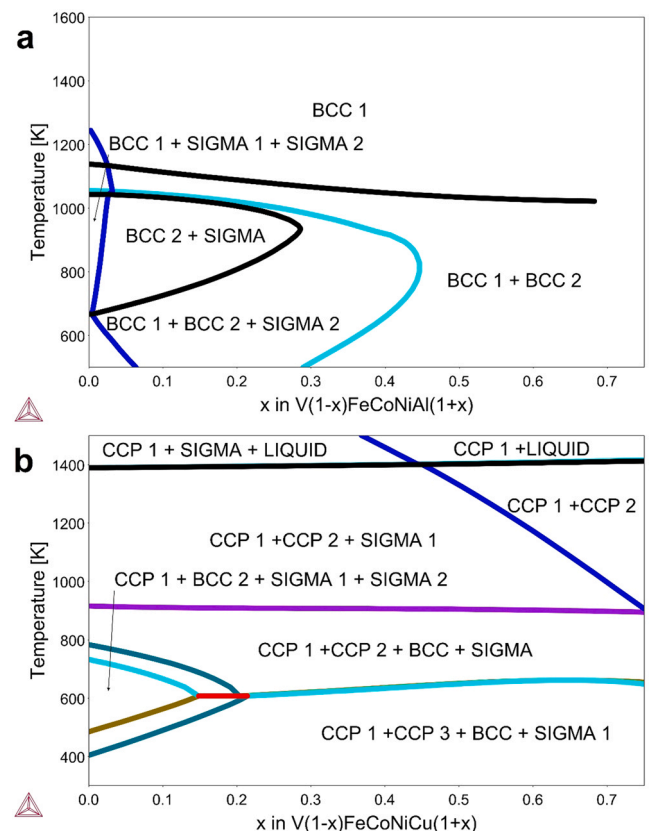 a
1600
1400
1200
1000
800
600
Temperature [K]
BCC 1
BCC 1 + SIGMA 1 + SIGMA 2
BCC 2 + SIGMA
BCC 1 + BCC 2
BCC 1 + BCC 2 + SIGMA 2
0.0 0.1 0.2 0.3 0.4 0.5 0.6 0.7
x in V(1-x)FeCoNiAl(1+x)
b
1400
1200
1000
800
600
400
Temperature [K]
CCP 1 + SIGMA + LIQUID
CCP 1 +LIQUID
CCP 1 +CCP 2
CCP 1 +CCP 2 + SIGMA 1
CCP 1 + BCC 2 + SIGMA 1 + SIGMA 2
CCP 1 +CCP 2 + BCC + SIGMA
CCP 1 +CCP 3 + BCC + SIGMA 1
0.0 0.1 0.2 0.3 0.4 0.5 0.6 0.7
x in V(1-x)FeCoNiCu(1+x)